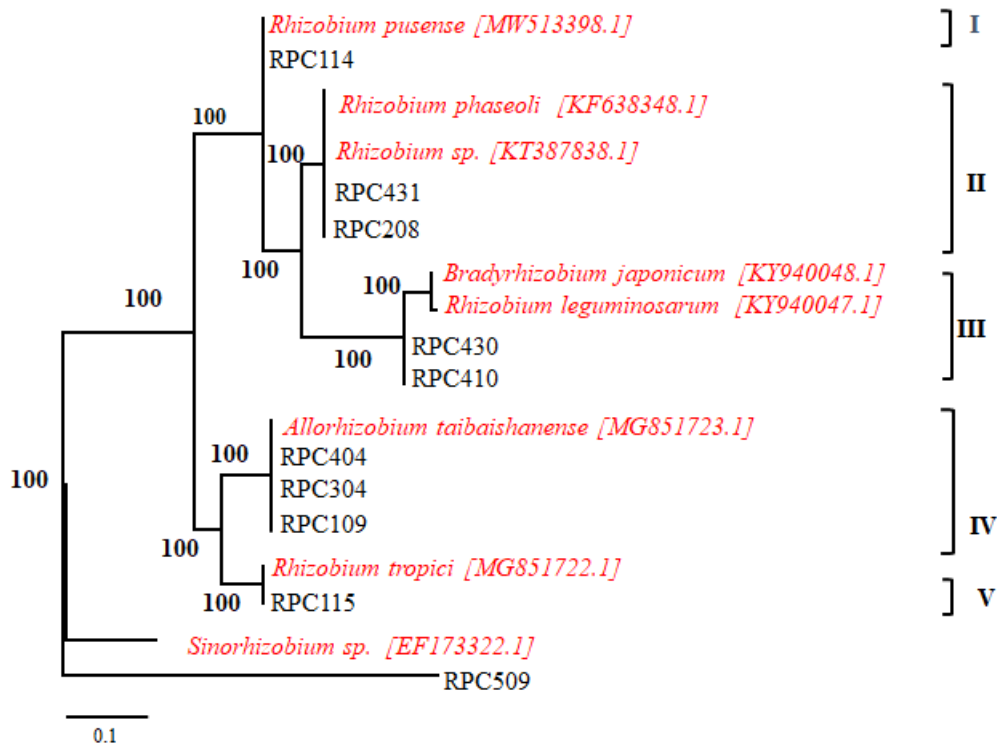 Rhizobium pusense [MW513398.1]
I
RPC114
100
Rhizobium phaseoli [KF638348.1]
100
Rhizobium sp. [KT387838.1]
II
RPC431
RPC208
100
Bradyrhizobium japonicum [KY940048.1]
100
100
Rhizobium leguminosarum [KY940047.1]
III
RPC430
100
RPC410
Allorhizobium taibaishanense [MG851723.1]
100
RPC404
100
RPC304
RPC109
IV
100
Rhizobium tropici [MG851722.1]
100
RPC115
V
Sinorhizobium sp. [EF173322.1]
RPC509
0.1